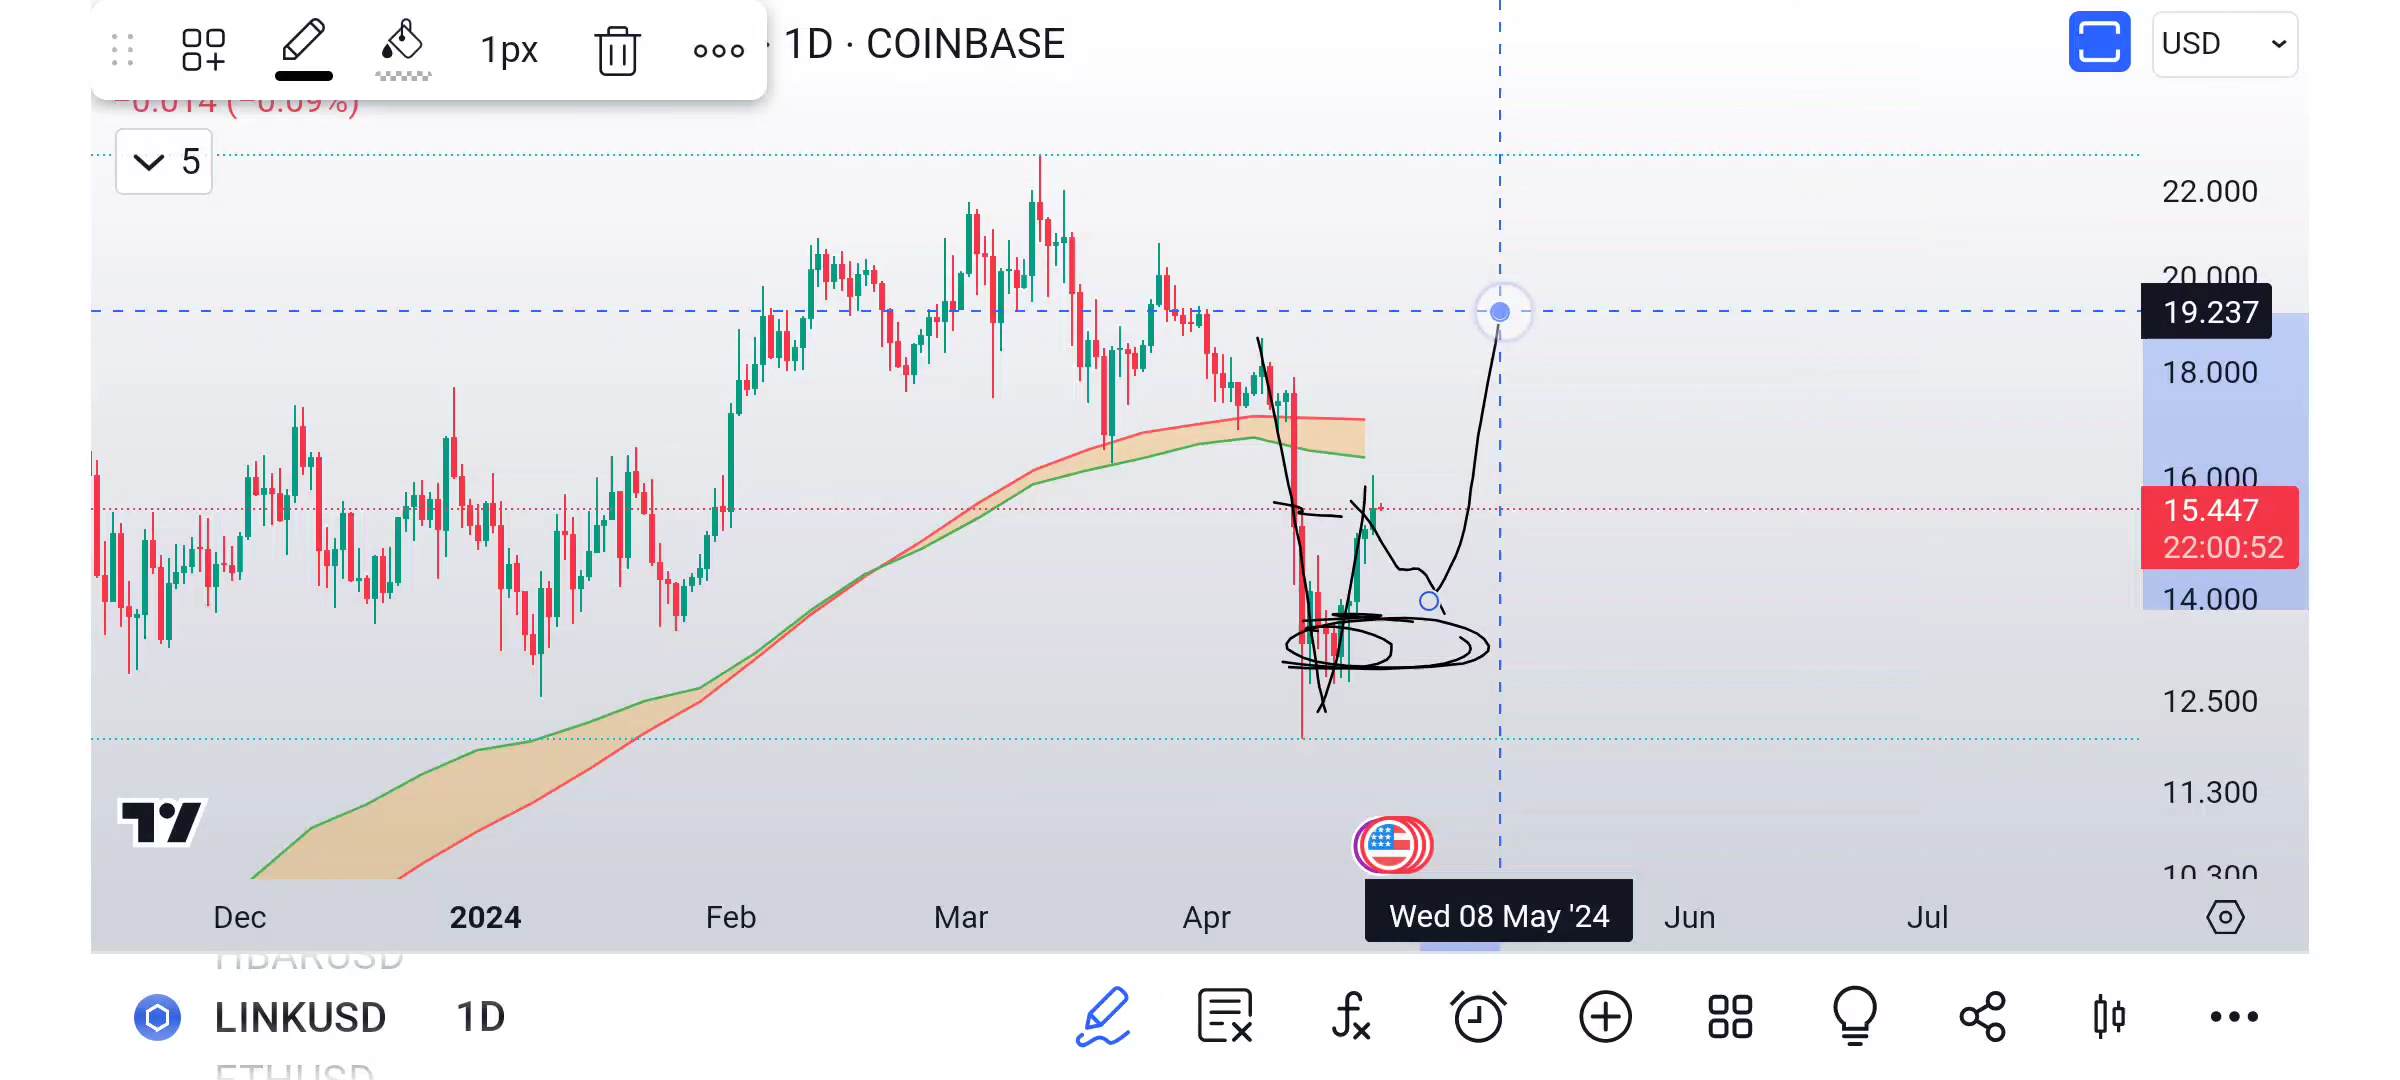 1px
· 1D · COINBASE
USD
−0.014 (−0.09%)
5
22.000
20.000
19.237
18.000
16.000
15.447
22:00:52
14.000
12.500
11.300
10.300
Dec 2024 Feb Mar Apr Wed 08 May '24 Jun Jul
HBARUSD
LINKUSD 1D
ETHUSD